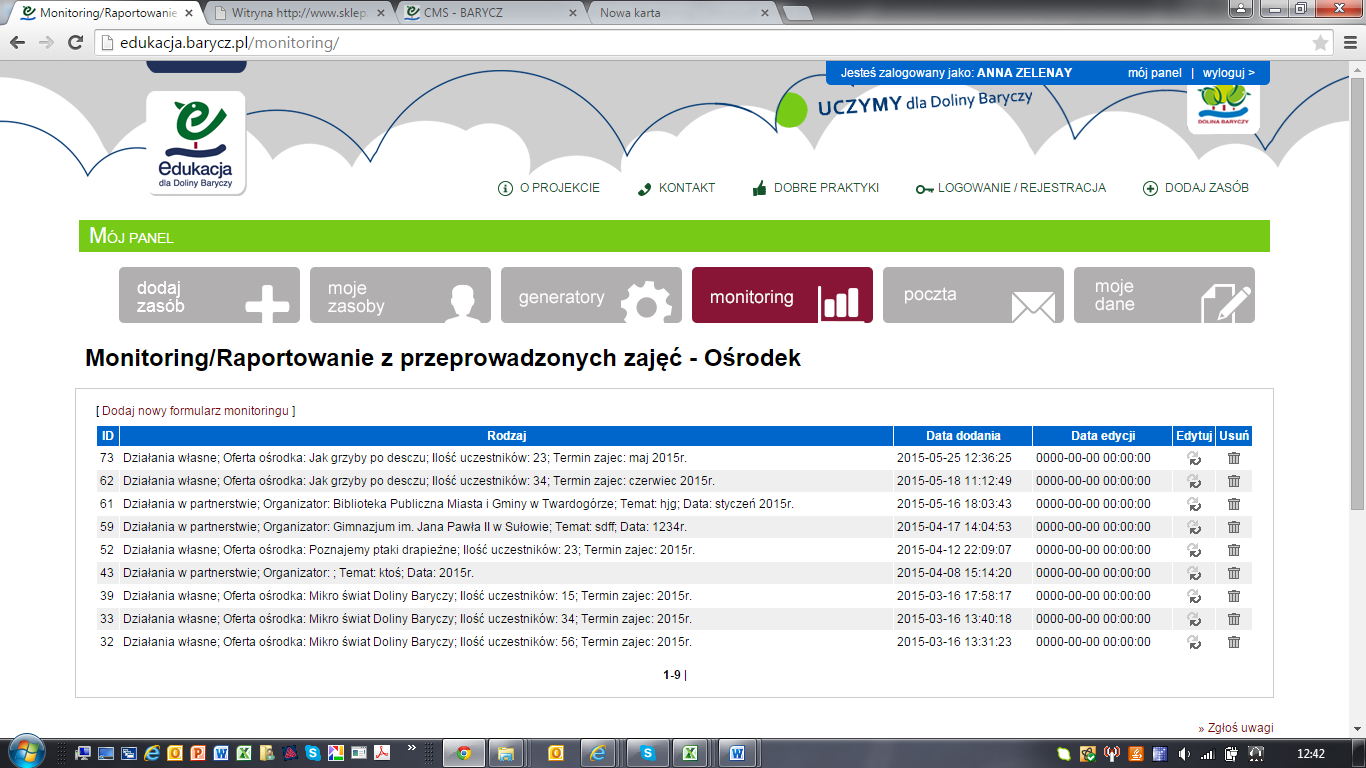 Monitoring/Raportowanie
Witryna http://www.sklep.
CMS - BARYCZ
Nowa karta
edukacja.barycz.pl/monitoring/
Jesteś zalogowany jako: ANNA ZELENAY mój panel | wyloguj >
UCZYMY dla Doliny Baryczy
DOLINA BARYCZY
edukacja
dla Doliny Baryczy
O PROJEKCIE KONTAKT DOBRE PRAKTYKI LOGOWANIE / REJESTRACJA DODAJ ZASÓB
MÓJ PANEL
dodaj zasób
moje zasoby
generatory
monitoring
poczta
moje dane
Monitoring/Raportowanie z przeprowadzonych zajęć - Ośrodek
[ Dodaj nowy formularz monitoringu ]
ID Rodzaj Data dodania Data edycji Edytuj Usuń
73 Działania własne; Oferta ośrodka: Jak grzyby po desczu; Ilość uczestników: 23; Termin zajec: maj 2015r. 2015-05-25 12:36:25 0000-00-00 00:00:00
62 Działania własne; Oferta ośrodka: Jak grzyby po desczu; Ilość uczestników: 34; Termin zajec: czerwiec 2015r. 2015-05-18 11:12:49 0000-00-00 00:00:00
61 Działania w partnerstwie; Organizator: Biblioteka Publiczna Miasta i Gminy w Twardogórze; Temat: hjg; Data: styczeń 2015r. 2015-05-16 18:03:43 0000-00-00 00:00:00
59 Działania w partnerstwie; Organizator: Gimnazjum im. Jana Pawła II w Sułowie; Temat: sdff; Data: 1234r. 2015-04-17 14:04:53 0000-00-00 00:00:00
52 Działania własne; Oferta ośrodka: Poznajemy ptaki drapieżne; Ilość uczestników: 23; Termin zajec: 2015r. 2015-04-12 22:09:07 0000-00-00 00:00:00
43 Działania w partnerstwie; Organizator: ; Temat: ktoś; Data: 2015r. 2015-04-08 15:14:20 0000-00-00 00:00:00
39 Działania własne; Oferta ośrodka: Mikro świat Doliny Baryczy; Ilość uczestników: 15; Termin zajec: 2015r. 2015-03-16 17:58:17 0000-00-00 00:00:00
33 Działania własne; Oferta ośrodka: Mikro świat Doliny Baryczy; Ilość uczestników: 34; Termin zajec: 2015r. 2015-03-16 13:40:18 0000-00-00 00:00:00
32 Działania własne; Oferta ośrodka: Mikro świat Doliny Baryczy; Ilość uczestników: 56; Termin zajec: 2015r. 2015-03-16 13:31:23 0000-00-00 00:00:00
1-9 |
» Zgłoś uwagi
12:42